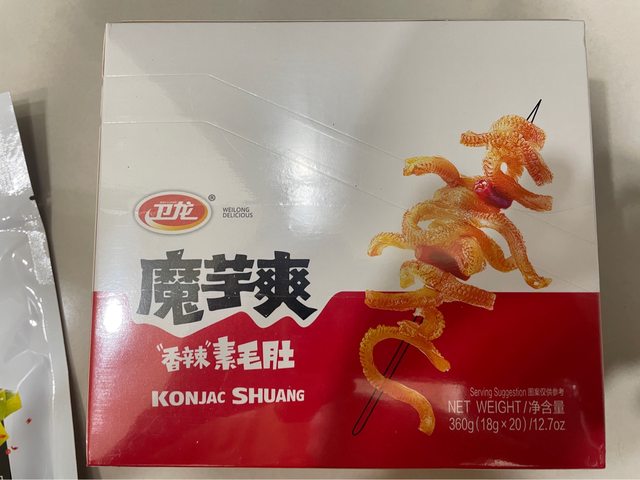 卫龙®
WEILONG
DELICIOUS
魔芋爽
“香辣”素毛肚
KONJAC SHUANG
Serving Suggestion 图案仅供参考
NET WEIGHT/净含量
360g(18g×20)/12.7oz